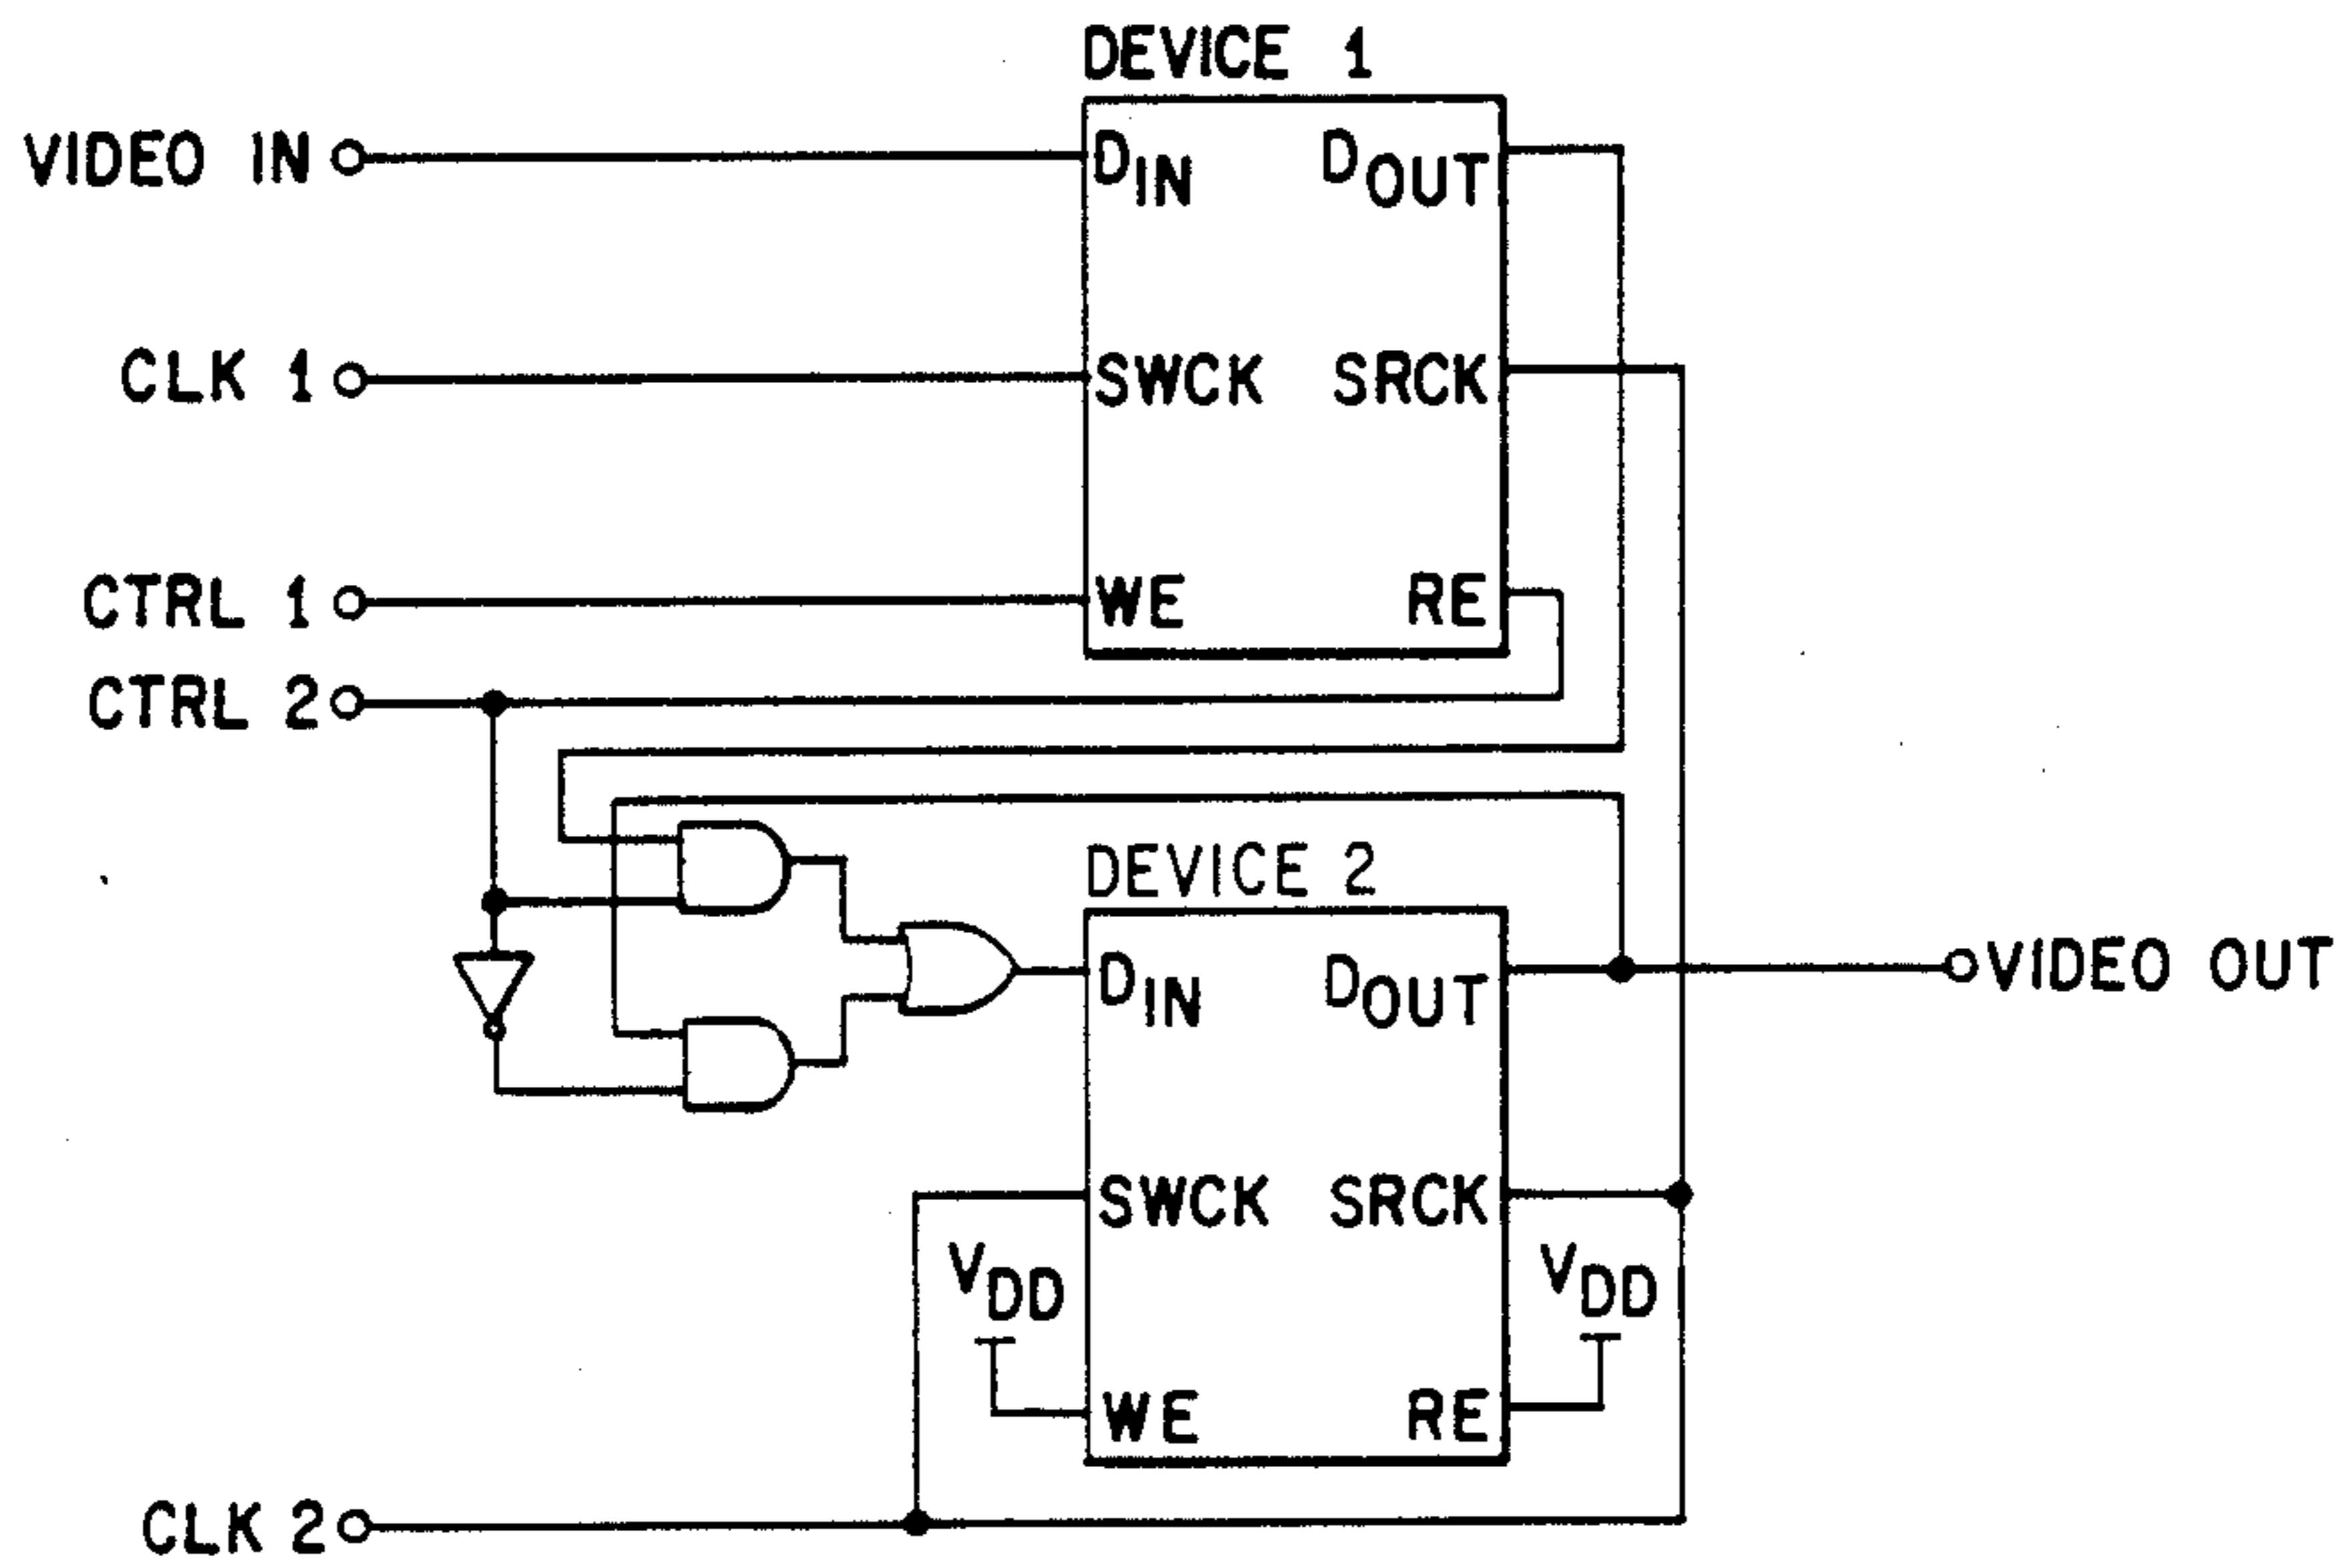 DEVICE 1
VIDEO IN
DIN
DOUT
CLK 1
SWCK
SRCK
CTRL 1
WE
RE
CTRL 2
DEVICE 2
DIN
DOUT
VIDEO OUT
SWCK
SRCK
VDD
VDD
WE
RE
CLK 2